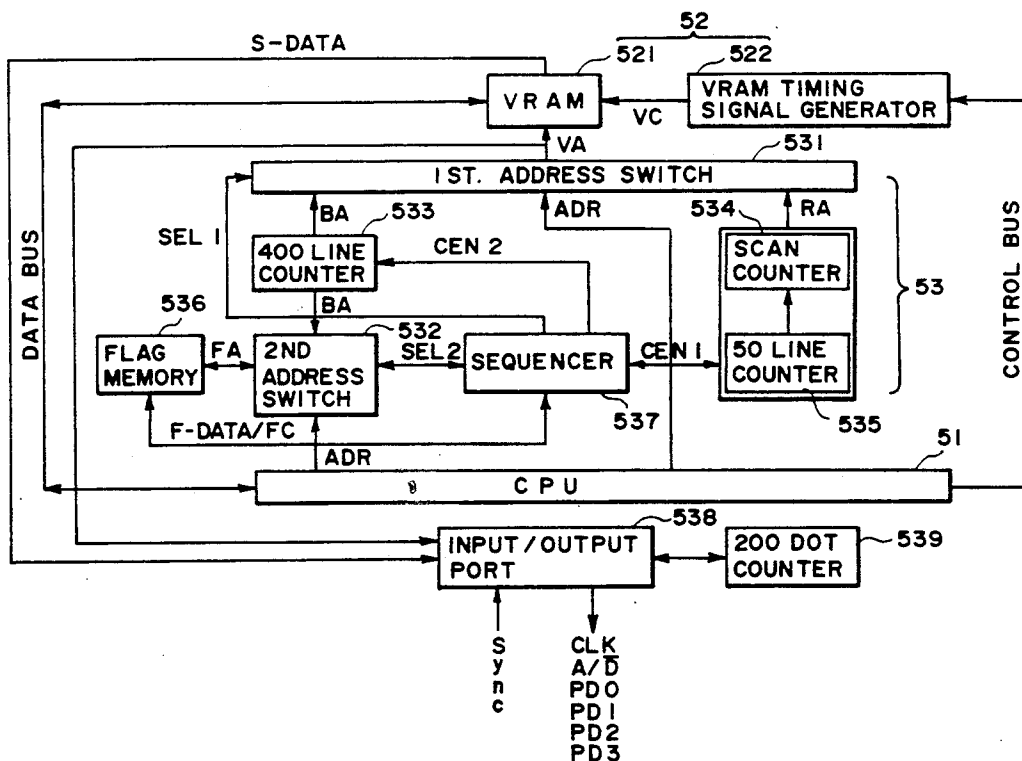 S-DATA
52
521
522
VRAM
VC
VRAM TIMING
SIGNAL GENERATOR
VA
531
1ST. ADDRESS SWITCH
DATA BUS
SEL 1
BA
533
ADR
RA
534
400 LINE
COUNTER
CEN 2
SCAN
COUNTER
53
CONTROL BUS
BA
536
532
FLAG
MEMORY
FA
2ND
ADDRESS
SWITCH
SEL2
SEQUENCER
CEN 1
50 LINE
COUNTER
537
535
F-DATA/FC
ADR
51
CPU
538
INPUT/OUTPUT
PORT
200 DOT
COUNTER
539
Sync
CLK
A/D̅
PD0
PD1
PD2
PD3